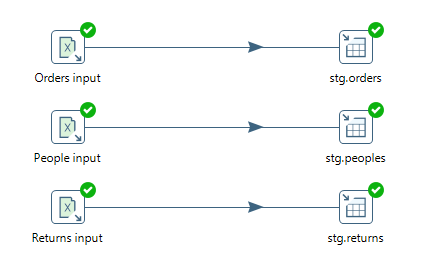 Orders input
stg.orders
People input
stg.peoples
Returns input
stg.returns